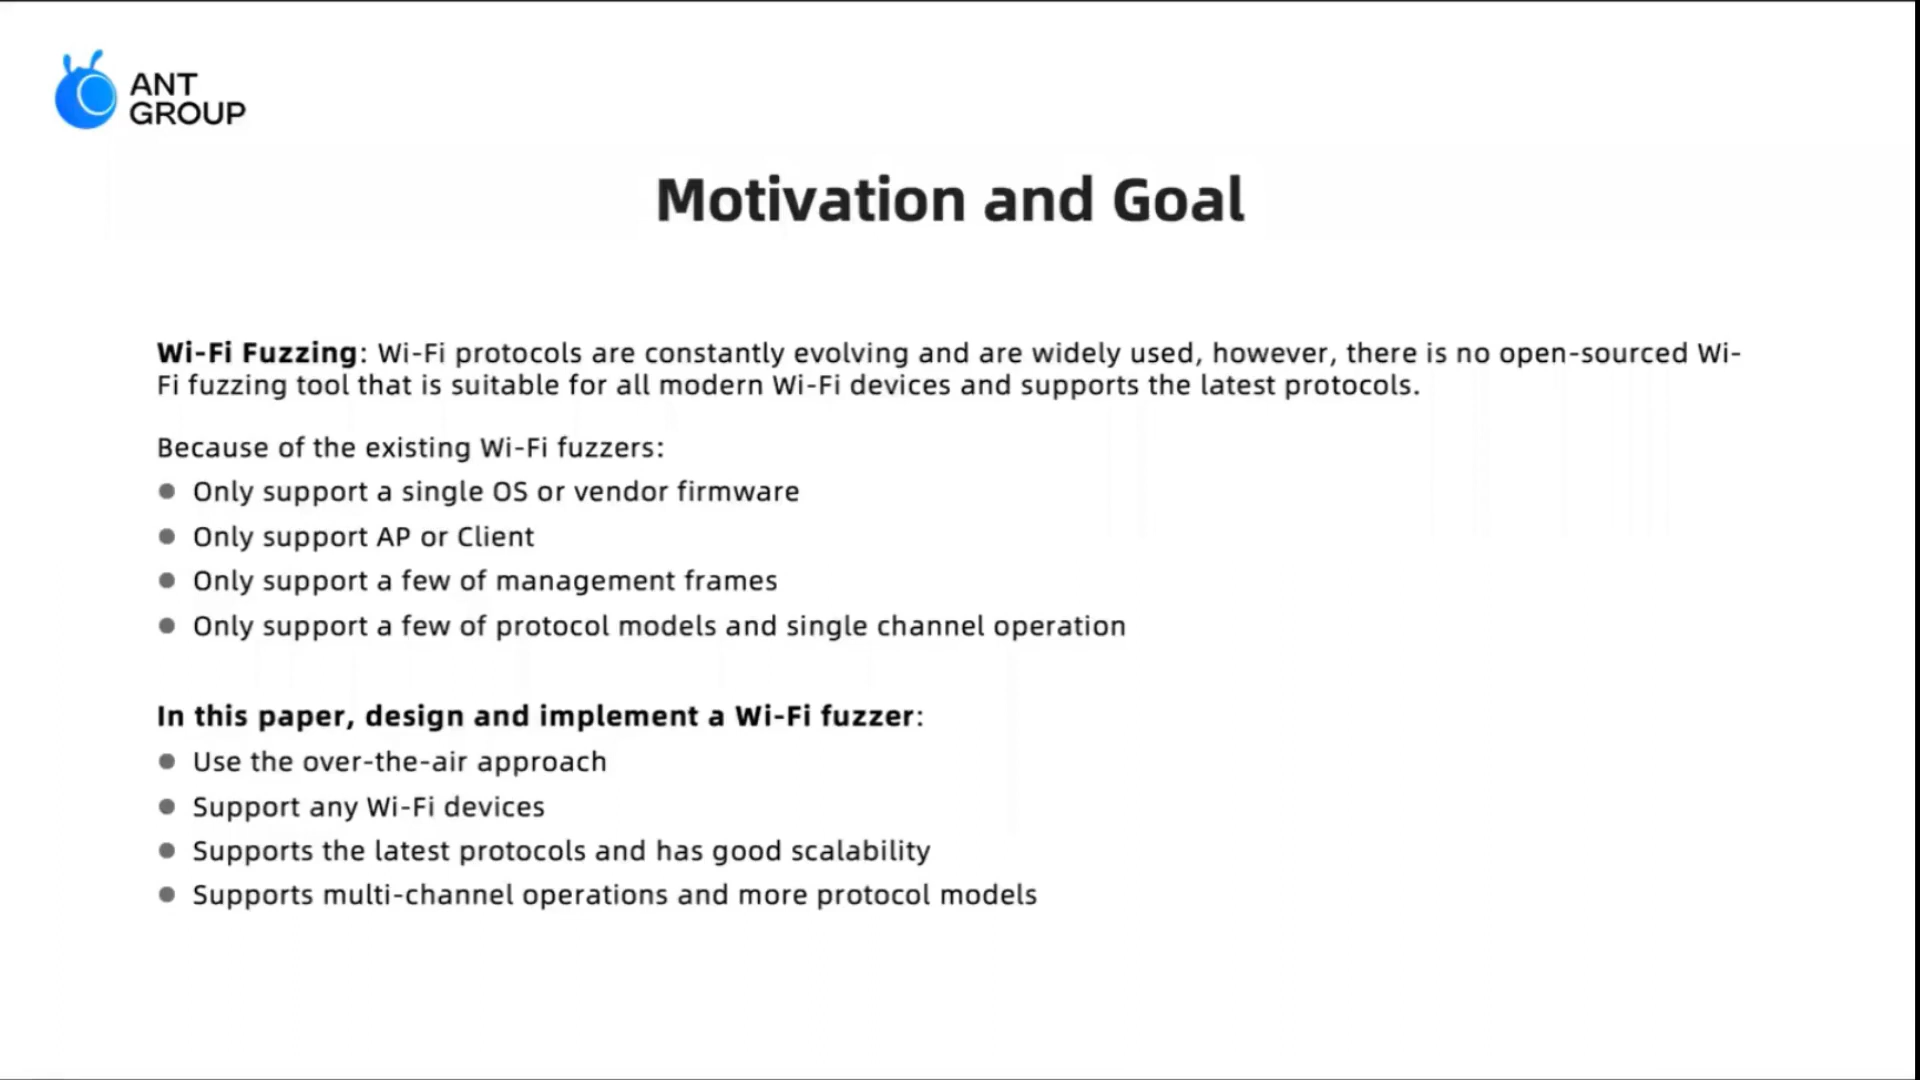 ANT
GROUP
Motivation and Goal
Wi-Fi Fuzzing: Wi-Fi protocols are constantly evolving and are widely used, however, there is no open-sourced Wi-
Fi fuzzing tool that is suitable for all modern Wi-Fi devices and supports the latest protocols.
Because of the existing Wi-Fi fuzzers:
● Only support a single OS or vendor firmware
● Only support AP or Client
● Only support a few of management frames
● Only support a few of protocol models and single channel operation
In this paper, design and implement a Wi-Fi fuzzer:
● Use the over-the-air approach
● Support any Wi-Fi devices
● Supports the latest protocols and has good scalability
● Supports multi-channel operations and more protocol models